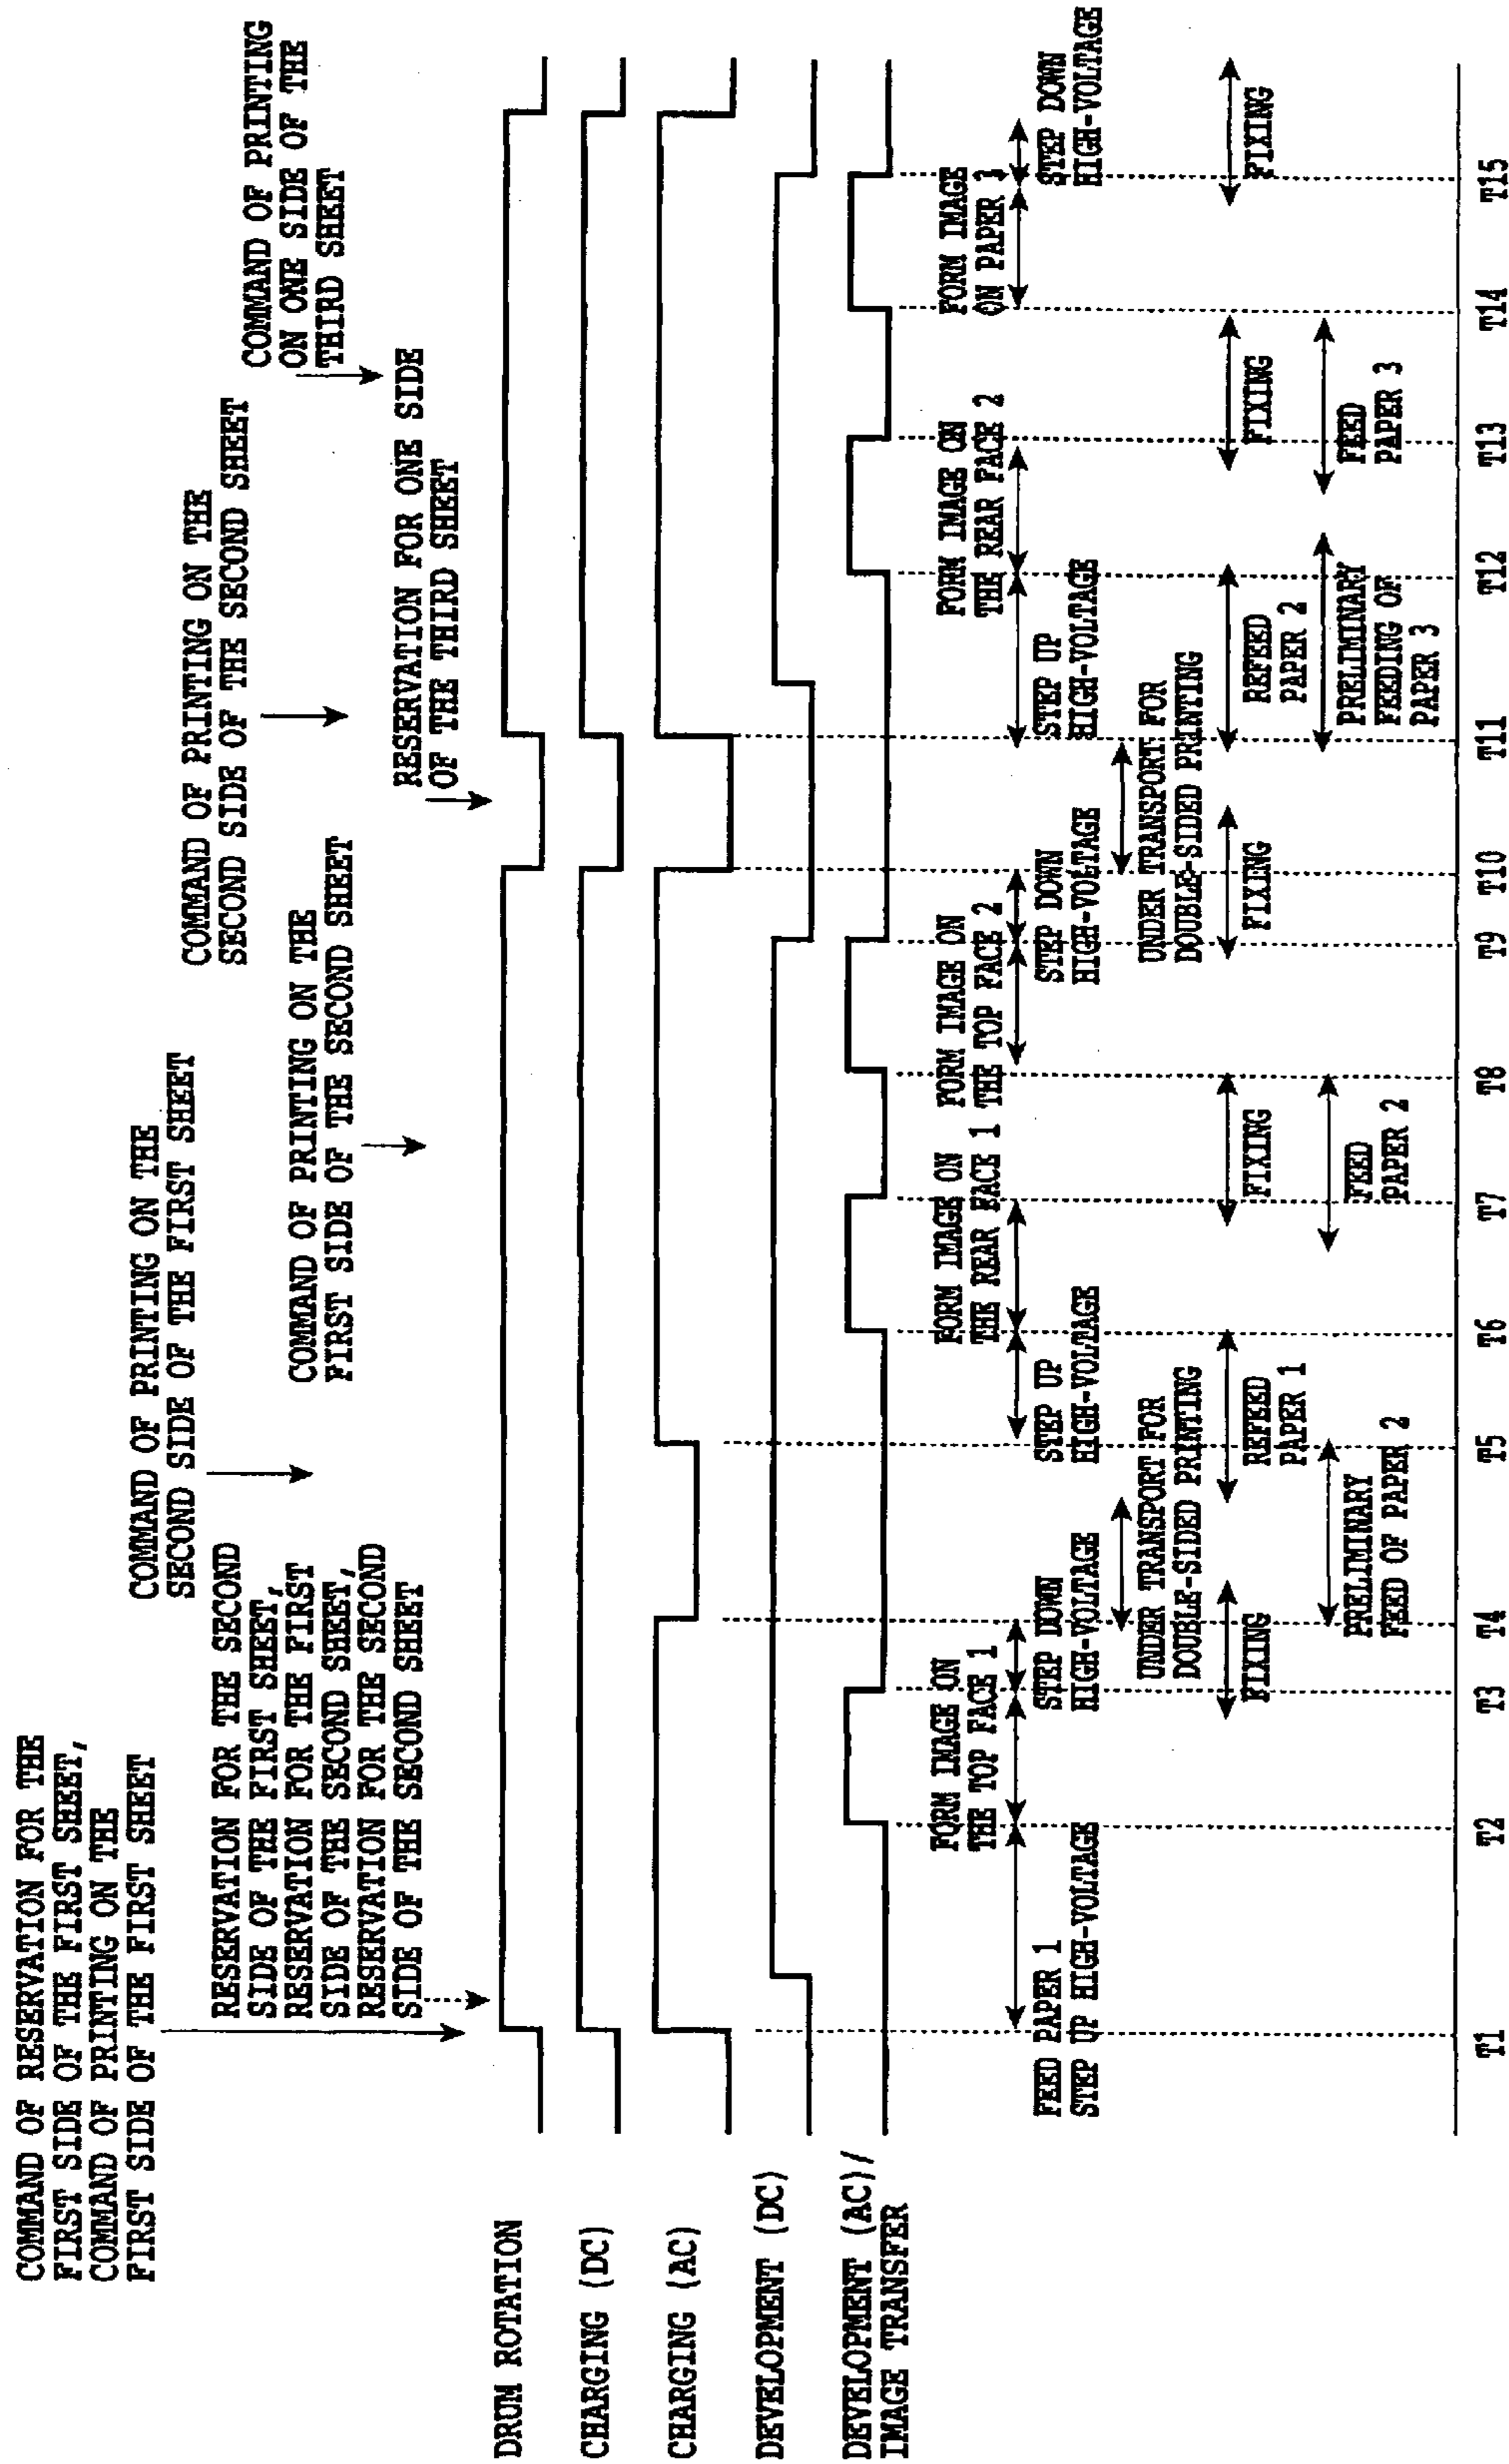 COMMAND OF RESERVATION FOR THE
FIRST SIDE OF THE FIRST SHEET,
COMMAND OF PRINTING ON THE
FIRST SIDE OF THE FIRST SHEET
RESERVATION FOR THE SECOND
SIDE OF THE FIRST SHEET,
RESERVATION FOR THE FIRST
SIDE OF THE SECOND SHEET,
RESERVATION FOR THE SECOND
SIDE OF THE SECOND SHEET
COMMAND OF PRINTING ON THE
SECOND SIDE OF THE FIRST SHEET
COMMAND OF PRINTING ON THE
FIRST SIDE OF THE SECOND SHEET
COMMAND OF PRINTING ON THE
SECOND SIDE OF THE SECOND SHEET
RESERVATION FOR ONE SIDE
OF THE THIRD SHEET
COMMAND OF PRINTING
ON ONE SIDE OF THE
THIRD SHEET
DRUM ROTATION
CHARGING (DC)
CHARGING (AC)
DEVELOPMENT (DC)
DEVELOPMENT (AC)/
IMAGE TRANSFER
FEED PAPER 1
STEP UP HIGH-VOLTAGE
FORM IMAGE ON
THE TOP FACE 1
STEP DOWN
HIGH-VOLTAGE
UNDER TRANSPORT FOR
DOUBLE-SIDED PRINTING
FIXING
PRELIMINARY
FEED OF PAPER 2
STEP UP
HIGH-VOLTAGE
REFEED
PAPER 1
FORM IMAGE ON
THE REAR FACE 1
FIXING
FEED
PAPER 2
FORM IMAGE ON
THE TOP FACE 2
STEP DOWN
HIGH-VOLTAGE
UNDER TRANSPORT FOR
DOUBLE-SIDED PRINTING
FIXING
STEP UP
HIGH-VOLTAGE
REFEED
PAPER 2
PRELIMINARY
FEEDING OF
PAPER 3
FORM IMAGE ON
THE REAR FACE 2
FIXING
FEED
PAPER 3
FORM IMAGE
ON PAPER 3
STEP DOWN
HIGH-VOLTAGE
FIXING
T1 T2 T3 T4 T5 T6 T7 T8 T9 T10 T11 T12 T13 T14 T15